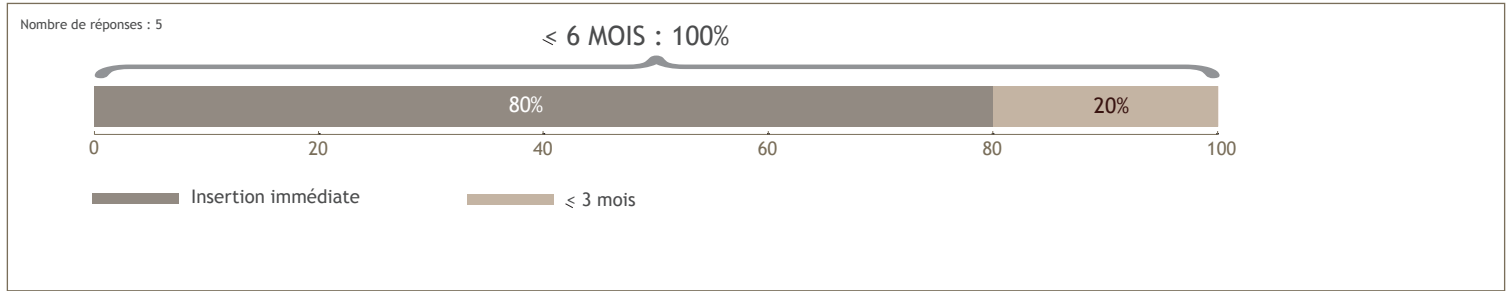 Nombre de réponses : 5
⩽ 6 MOIS : 100%
80% 20%
0 20 40 60 80 100
Insertion immédiate ⩽ 3 mois